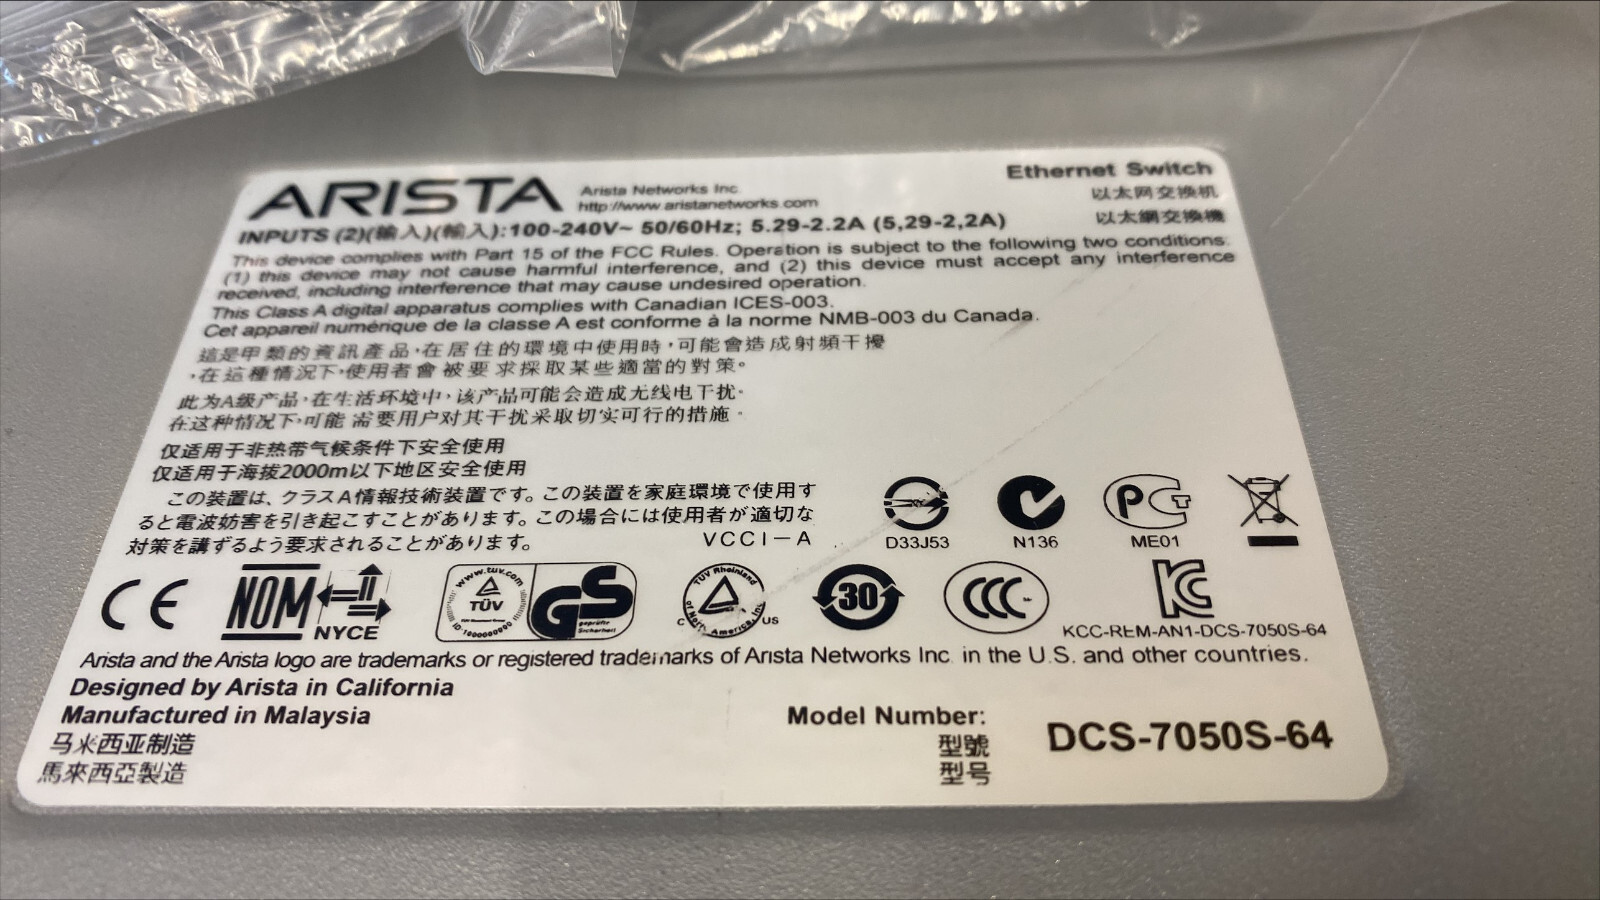 ARISTA
Arista Networks Inc.
http://www.aristanetworks.com
Ethernet Switch
以太网交换机
以太網交換機
INPUTS (2)(输入)(輸入):100-240V~ 50/60Hz; 5.29-2.2A (5,29-2,2A)
This device complies with Part 15 of the FCC Rules. Operation is subject to the following two conditions:
(1) this device may not cause harmful interference, and (2) this device must accept any interference
received, including interference that may cause undesired operation.
This Class A digital apparatus complies with Canadian ICES-003.
Cet appareil numérique de la classe A est conforme à la norme NMB-003 du Canada.
這是甲類的資訊產品,在居住的環境中使用時,可能會造成射頻干擾
,在這種情況下,使用者會被要求採取某些適當的對策。
此为A级产品,在生活环境中,该产品可能会造成无线电干扰。
在这种情况下,可能需要用户对其干扰采取切实可行的措施。
仅适用于非热带气候条件下安全使用
仅适用于海拔2000m以下地区安全使用
この装置は、クラスA情報技術装置です。この装置を家庭環境で使用す
ると電波妨害を引き起こすことがあります。この場合には使用者が適切な
対策を講ずるよう要求されることがあります。
VCCI-A
D33J53
N136
PCT
ME01
CE
NOM
NYCE
www.tuv.com
TÜV
ID:1000000000
GS
geprüfte
Sicherheit
TÜV Rheinland
of North America, Inc.
C US
30
CCC
KC
KCC-REM-AN1-DCS-7050S-64
Arista and the Arista logo are trademarks or registered trademarks of Arista Networks Inc. in the U.S. and other countries.
Designed by Arista in California
Manufactured in Malaysia
马来西亚制造
馬來西亞製造
Model Number:
型號
型号
DCS-7050S-64